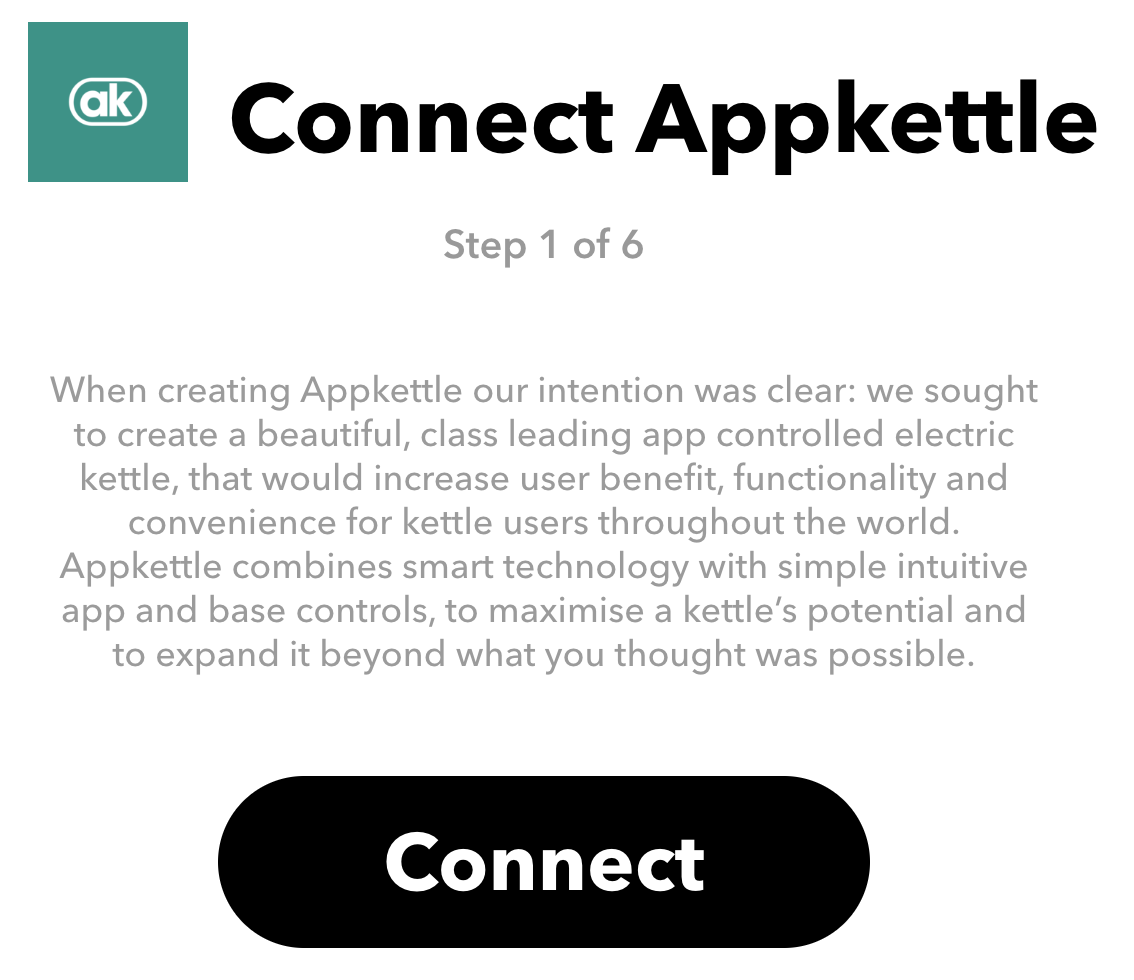 ak
Connect Appkettle
Step 1 of 6
When creating Appkettle our intention was clear: we sought
to create a beautiful, class leading app controlled electric
kettle, that would increase user benefit, functionality and
convenience for kettle users throughout the world.
Appkettle combines smart technology with simple intuitive
app and base controls, to maximise a kettle’s potential and
to expand it beyond what you thought was possible.
Connect